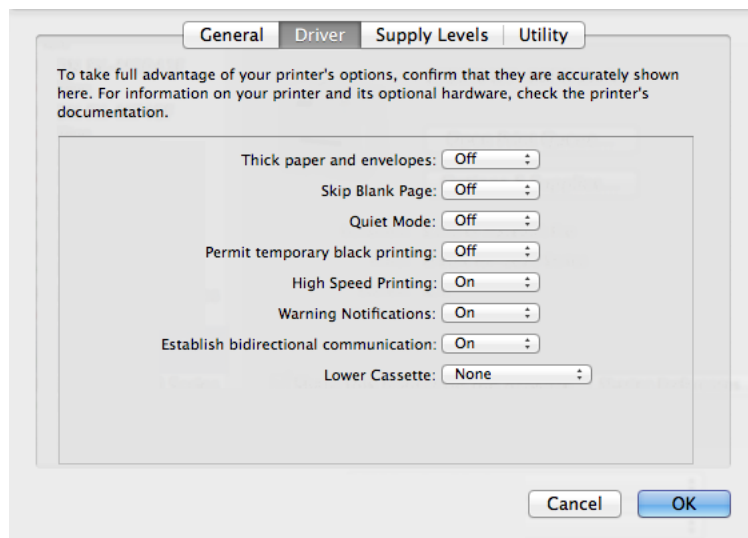 General Driver Supply Levels Utility
To take full advantage of your printer's options, confirm that they are accurately shown
here. For information on your printer and its optional hardware, check the printer's
documentation.
Thick paper and envelopes: Off
Skip Blank Page: Off
Quiet Mode: Off
Permit temporary black printing: Off
High Speed Printing: On
Warning Notifications: On
Establish bidirectional communication: On
Lower Cassette: None
Cancel OK